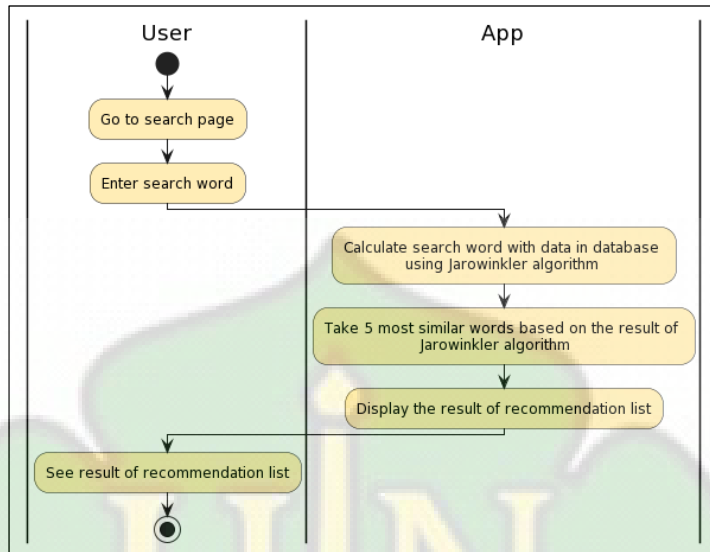 User
App
Go to search page
Enter search word
Calculate search word with data in database
using Jarowinkler algorithm
Take 5 most similar words based on the result of
Jarowinkler algorithm
Display the result of recommendation list
See result of recommendation list
UIN